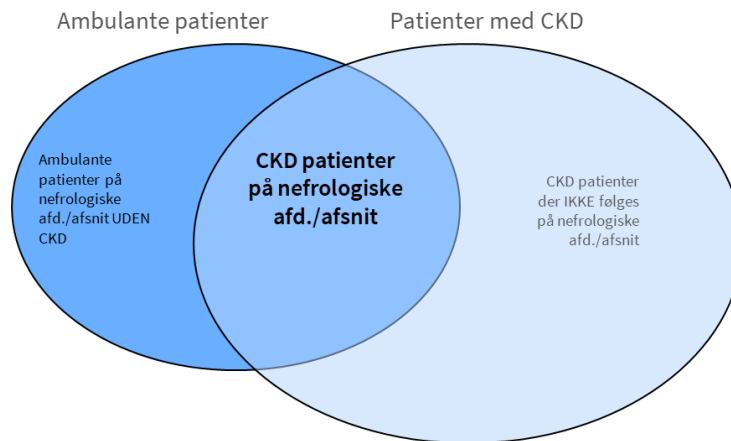 Ambulante patienter
Patienter med CKD
Ambulante
patienter på
nefrologiske
afd./afsnit UDEN
CKD
CKD patienter
på nefrologiske
afd./afsnit
CKD patienter
der IKKE følges
på nefrologiske
afd./afsnit